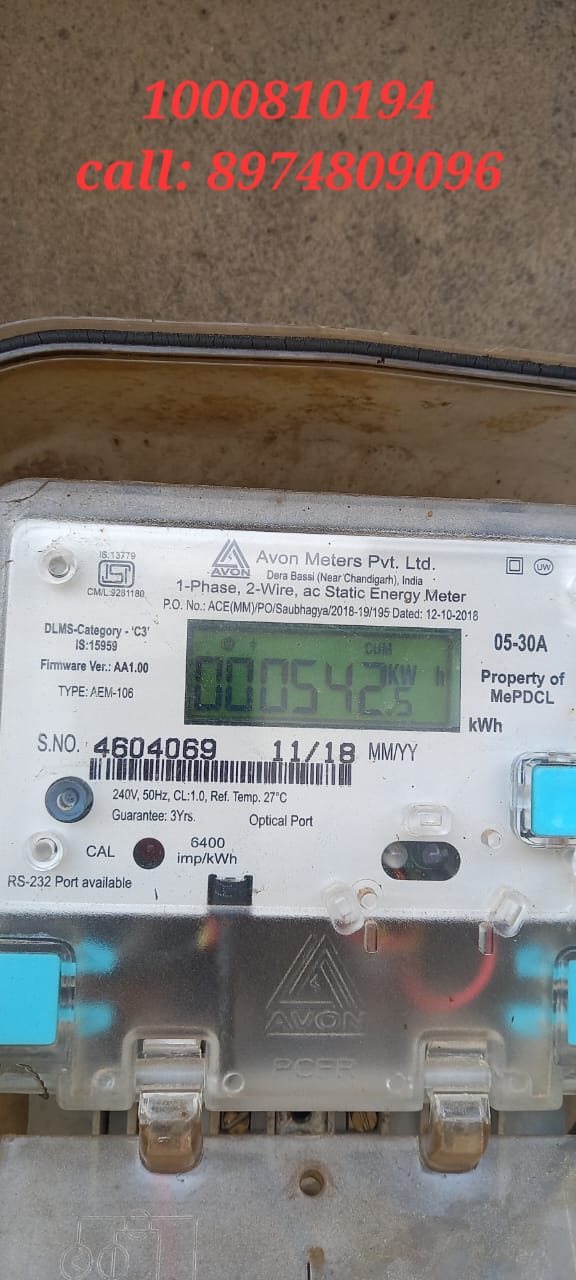 1000810194
call: 8974809096
IS:13779
ISI
CM/L:9281180
AVON
Avon Meters Pvt. Ltd.
Dera Bassi (Near Chandigarh), India
1-Phase, 2-Wire, ac Static Energy Meter
P.O. No.: ACE(MM)/PO/Saubhagya/2018-19/195 Dated: 12-10-2018
UW
DLMS-Category - 'C3'
IS:15959
Firmware Ver.: AA1.00
TYPE: AEM-106
CUM
000542.5 KW h
05-30A
Property of
MePDCL
kWh
S.NO. 4604069 11/18 MM/YY
240V, 50Hz, CL:1.0, Ref. Temp. 27°C
Guarantee: 3Yrs. Optical Port
CAL 6400
imp/kWh
RS-232 Port available
AVON